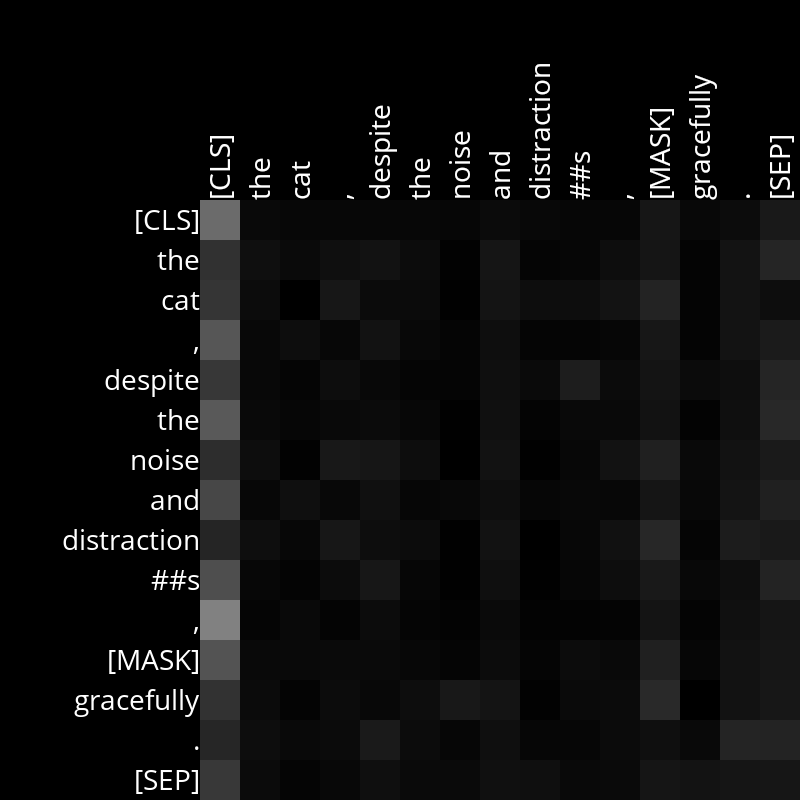 [CLS]
the
cat
,
despite
the
noise
and
distraction
##s
,
[MASK]
gracefully
.
[SEP]
[CLS]
the
cat
,
despite
the
noise
and
distraction
##s
,
[MASK]
gracefully
.
[SEP]